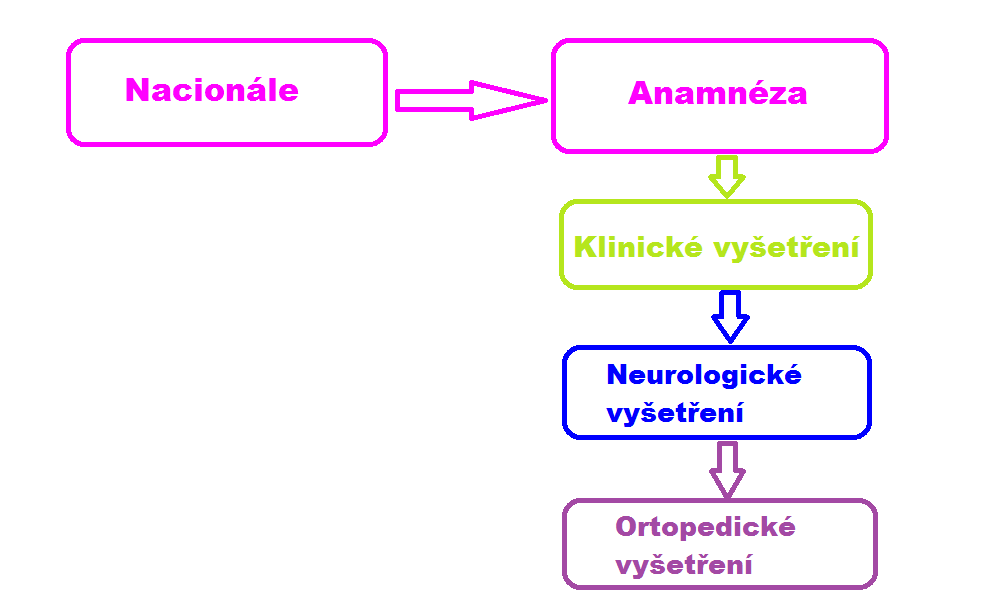 Nacionále
Anamnéza
Klinické vyšetření
Neurologické
vyšetření
Ortopedické
vyšetření